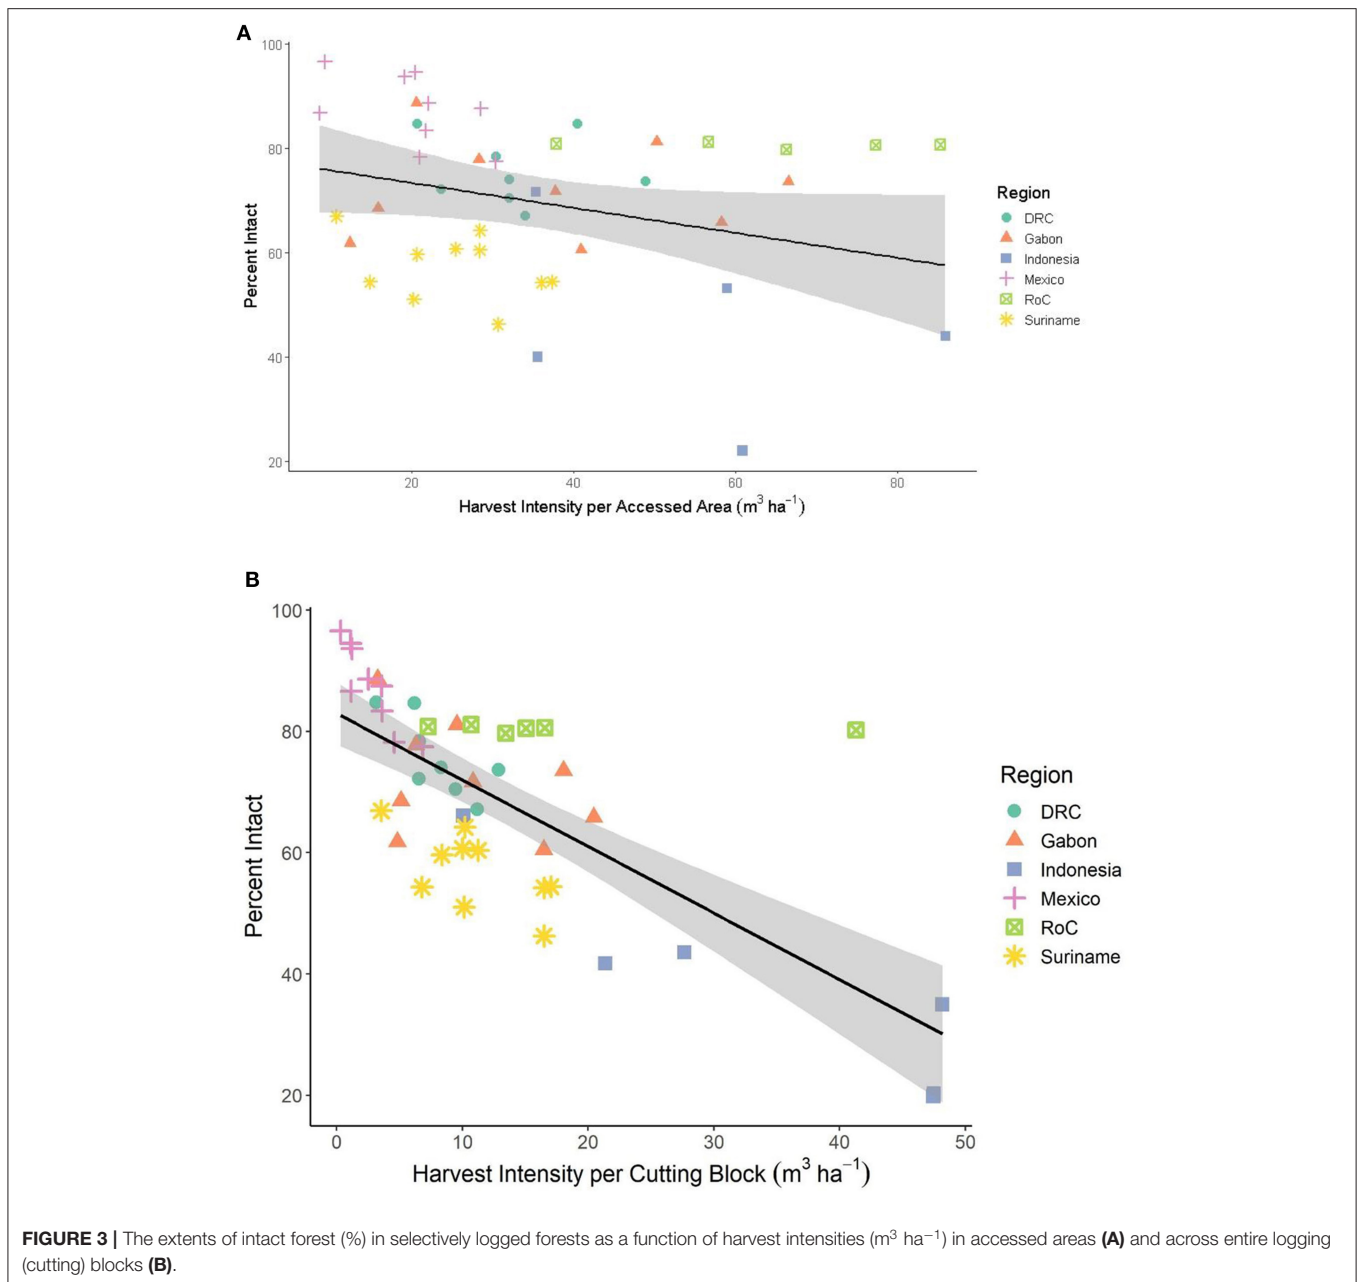 A
100
80
60
40
20
Percent Intact
20 40 60 80
Harvest Intensity per Accessed Area (m³ ha⁻¹)
Region
DRC
Gabon
Indonesia
Mexico
RoC
Suriname
B
100
80
60
40
20
Percent Intact
0 10 20 30 40 50
Harvest Intensity per Cutting Block (m³ ha⁻¹)
Region
DRC
Gabon
Indonesia
Mexico
RoC
Suriname
FIGURE 3 | The extents of intact forest (%) in selectively logged forests as a function of harvest intensities (m³ ha⁻¹) in accessed areas (A) and across entire logging
(cutting) blocks (B).